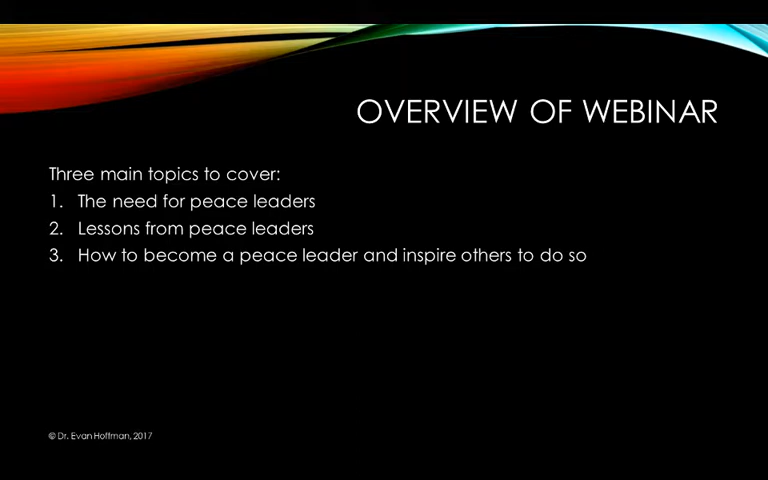 OVERVIEW OF WEBINAR
Three main topics to cover:
1. The need for peace leaders
2. Lessons from peace leaders
3. How to become a peace leader and inspire others to do so
© Dr. Evan Hoffman, 2017